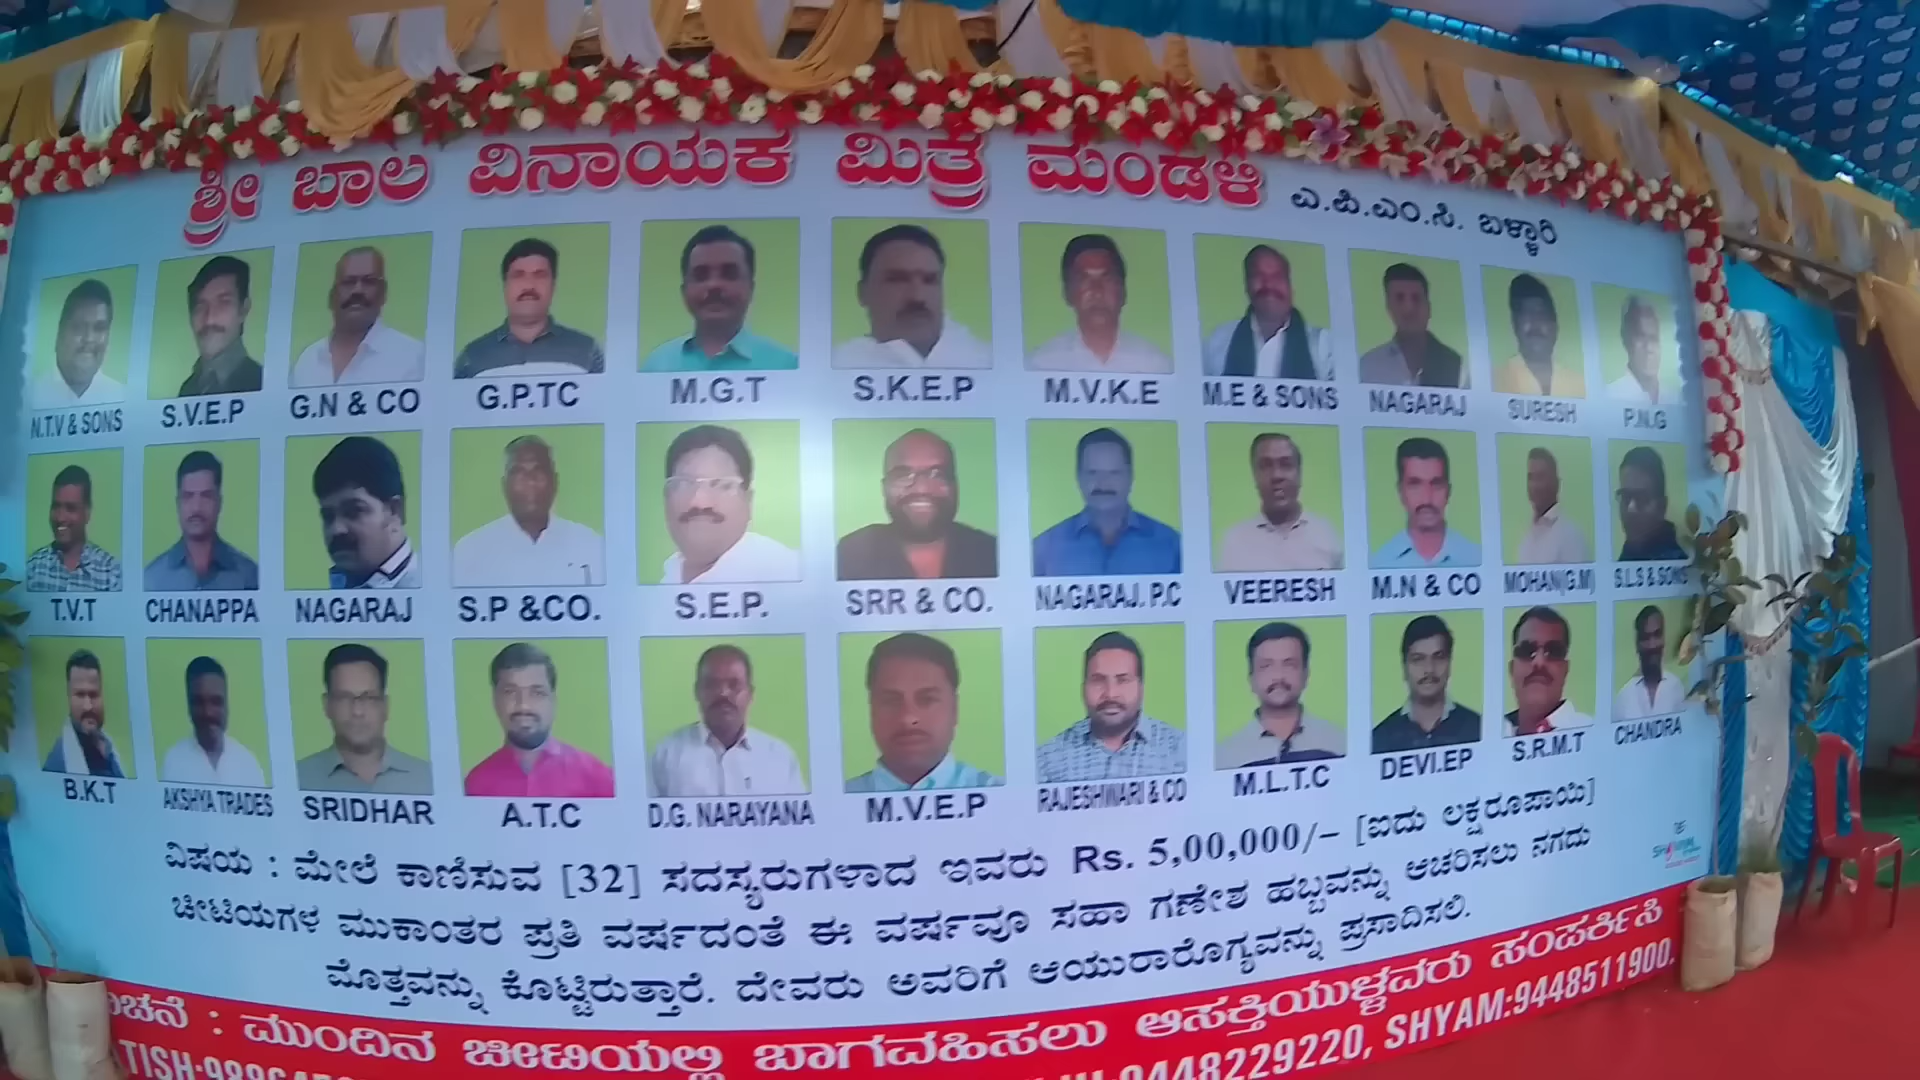 ಶ್ರೀ ಬಾಲ ವಿನಾಯಕ ಮಿತ್ರ ಮಂಡಳಿ ಎ.ಪಿ.ಎಂ.ಸಿ. ಬಳ್ಳಾರಿ
N.T.V & SONS S.V.E.P G.N & CO G.P.TC M.G.T S.K.E.P M.V.K.E M.E & SONS NAGARAJ SURESH P.N.G
T.V.T CHANAPPA NAGARAJ S.P &CO. S.E.P. SRR & CO. NAGARAJ. P.C VEERESH M.N & CO MOHAN(G.M) S.L.S & SONS
B.K.T AKSHYA TRADES SRIDHAR A.T.C D.G. NARAYANA M.V.E.P RAJESHWARI & CO M.L.T.C DEVI.EP S.R.M.T CHANDRA
ವಿಷಯ : ಮೇಲೆ ಕಾಣಿಸುವ [32] ಸದಸ್ಯರುಗಳಾದ ಇವರು Rs. 5,00,000/- [ಐದು ಲಕ್ಷರೂಪಾಯಿ]
ಚೀಟಿಯಗಳ ಮುಕಾಂತರ ಪ್ರತಿ ವರ್ಷದಂತೆ ಈ ವರ್ಷವೂ ಸಹಾ ಗಣೇಶ ಹಬ್ಬವನ್ನು ಆಚರಿಸಲು ನಗದು
ಮೊತ್ತವನ್ನು ಕೊಟ್ಟಿರುತ್ತಾರೆ. ದೇವರು ಅವರಿಗೆ ಆಯುರಾರೋಗ್ಯವನ್ನು ಪ್ರಸಾದಿಸಲಿ.
: ಮುಂದಿನ ಚೀಟಿಯಲ್ಲಿ ಬಾಗವಹಿಸಲು ಆಸಕ್ತಿಯುಳ್ಳವರು ಸಂಪರ್ಕಿಸಿ
9448229220, SHYAM:9448511900.